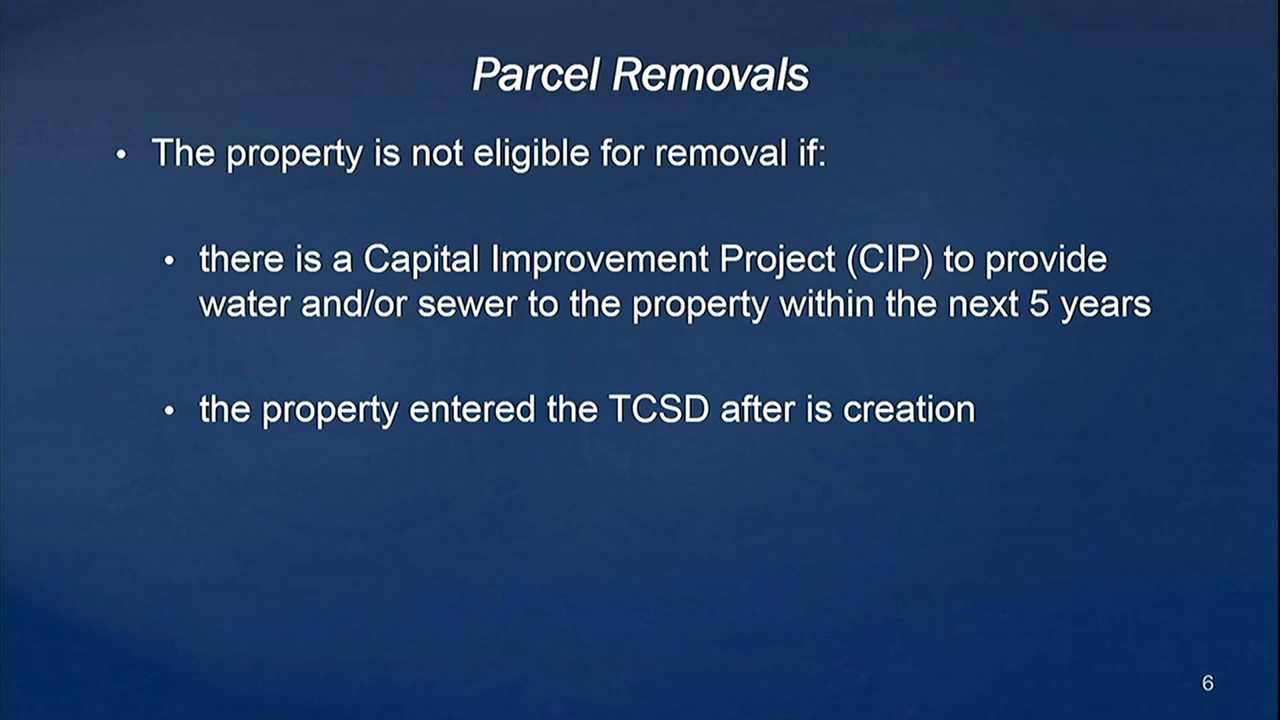 Parcel Removals
• The property is not eligible for removal if:
• there is a Capital Improvement Project (CIP) to provide
water and/or sewer to the property within the next 5 years
• the property entered the TCSD after is creation
6